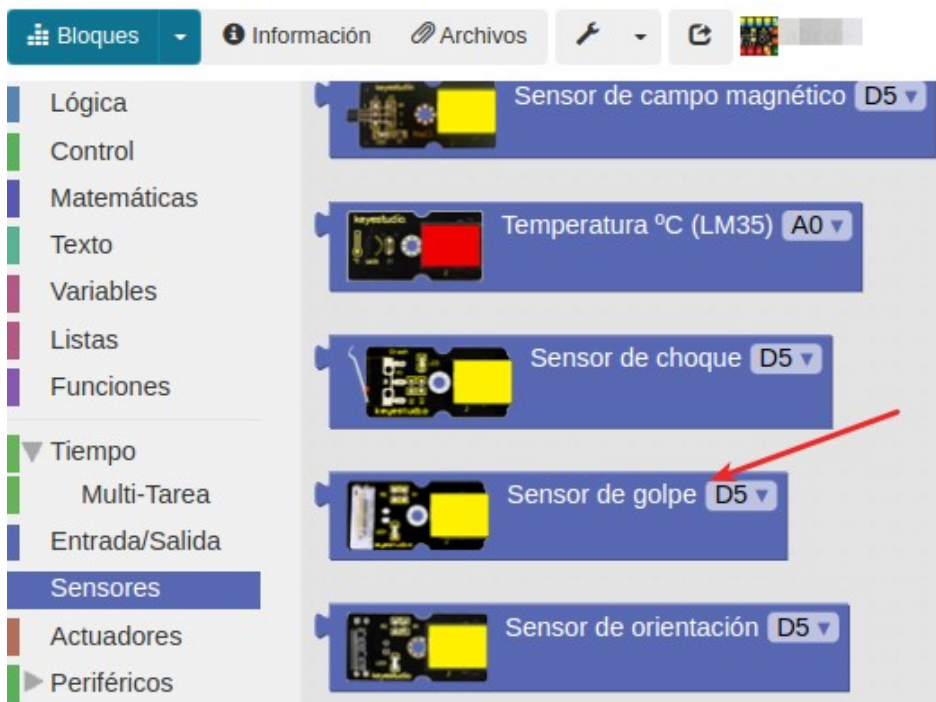 Bloques
Información
Archivos
Lógica
Control
Matemáticas
Texto
Variables
Listas
Funciones
Tiempo
Multi-Tarea
Entrada/Salida
Sensores
Actuadores
Periféricos
Sensor de campo magnético D5
keyestudio
Temperatura ºC (LM35) A0
Sensor de choque D5
keyestudio
Sensor de golpe D5
Sensor de orientación D5